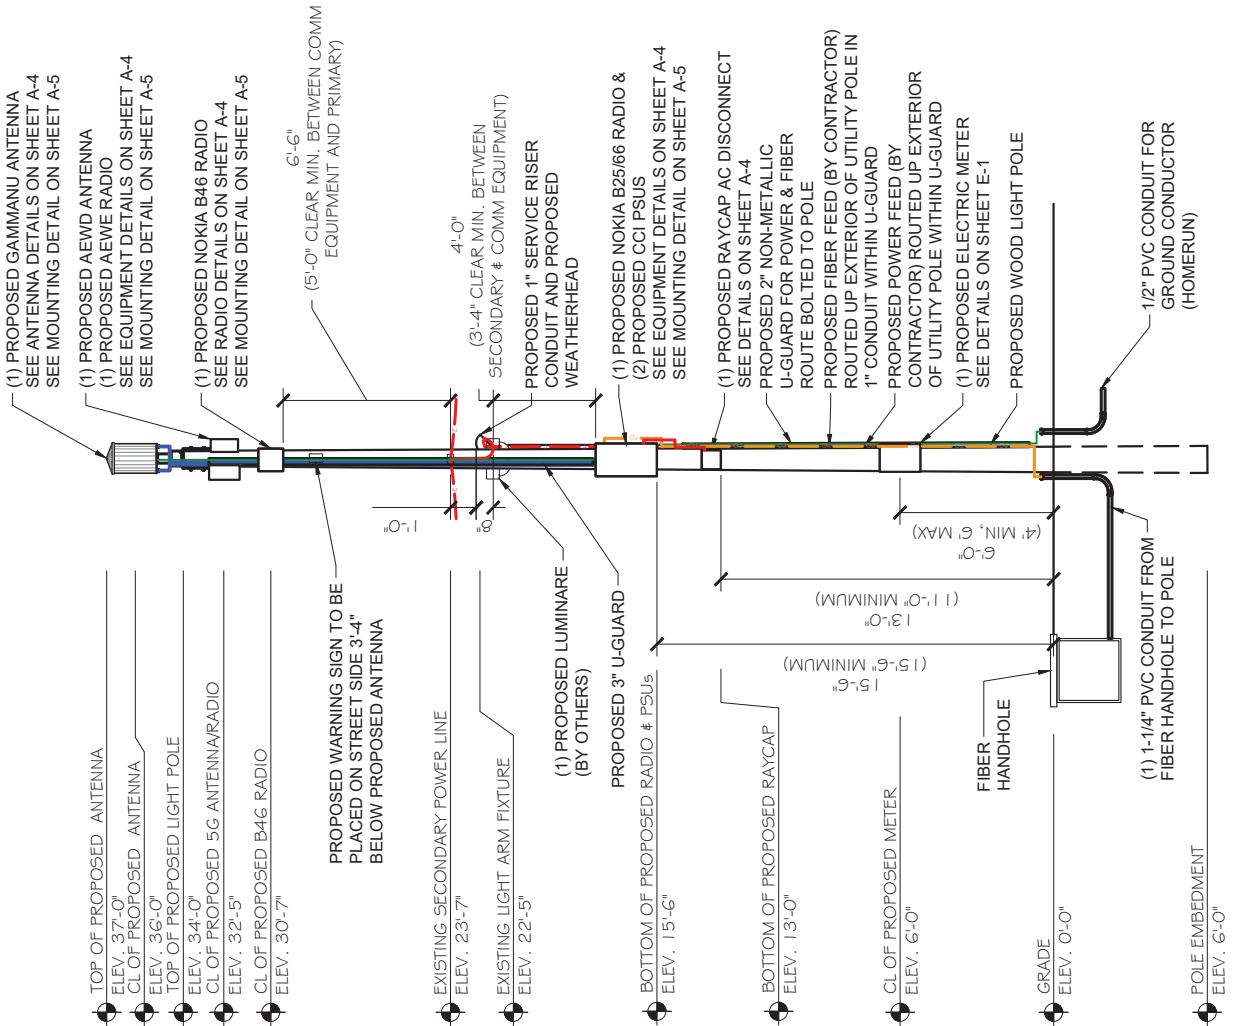 (1) PROPOSED GAMMANU ANTENNA
SEE ANTENNA DETAILS ON SHEET A-4
SEE MOUNTING DETAIL ON SHEET A-5
(1) PROPOSED AEWD ANTENNA
(1) PROPOSED AEWE RADIO
SEE EQUIPMENT DETAILS ON SHEET A-4
SEE MOUNTING DETAIL ON SHEET A-5
(1) PROPOSED NOKIA B46 RADIO
SEE RADIO DETAILS ON SHEET A-4
SEE MOUNTING DETAIL ON SHEET A-5
6'-6"
(5'-0" CLEAR MIN. BETWEEN COMM
EQUIPMENT AND PRIMARY)
4'-0"
(3'-4" CLEAR MIN. BETWEEN
SECONDARY & COMM EQUIPMENT)
PROPOSED 1" SERVICE RISER
CONDUIT AND PROPOSED
WEATHERHEAD
(1) PROPOSED NOKIA B25/66 RADIO &
(2) PROPOSED CCI PSUS
SEE EQUIPMENT DETAILS ON SHEET A-4
SEE MOUNTING DETAIL ON SHEET A-5
(1) PROPOSED RAYCAP AC DISCONNECT
SEE DETAILS ON SHEET A-4
PROPOSED 2" NON-METALLIC
U-GUARD FOR POWER & FIBER
ROUTE BOLTED TO POLE
PROPOSED FIBER FEED (BY CONTRACTOR)
ROUTED UP EXTERIOR OF UTILITY POLE IN
1" CONDUIT WITHIN U-GUARD
PROPOSED POWER FEED (BY
CONTRACTOR) ROUTED UP EXTERIOR
OF UTILITY POLE WITHIN U-GUARD
(1) PROPOSED ELECTRIC METER
SEE DETAILS ON SHEET E-1
PROPOSED WOOD LIGHT POLE
1/2" PVC CONDUIT FOR
GROUND CONDUCTOR
(HOMERUN)
1'-0"
8"
6'-0"
(4' MIN, 6' MAX)
13'-0"
(11'-0" MINIMUM)
15'-6"
(15'-6" MINIMUM)
PROPOSED WARNING SIGN TO BE
PLACED ON STREET SIDE 3'-4"
BELOW PROPOSED ANTENNA
(1) PROPOSED LUMINARE
(BY OTHERS)
PROPOSED 3" U-GUARD
FIBER
HANDHOLE
(1) 1-1/4" PVC CONDUIT FROM
FIBER HANDHOLE TO POLE
TOP OF PROPOSED ANTENNA
ELEV. 37'-0"
CL OF PROPOSED ANTENNA
ELEV. 36'-0"
TOP OF PROPOSED LIGHT POLE
ELEV. 34'-0"
CL OF PROPOSED 5G ANTENNA/RADIO
ELEV. 32'-5"
CL OF PROPOSED B46 RADIO
ELEV. 30'-7"
EXISTING SECONDARY POWER LINE
ELEV. 23'-7"
EXISTING LIGHT ARM FIXTURE
ELEV. 22'-5"
BOTTOM OF PROPOSED RADIO & PSUs
ELEV. 15'-6"
BOTTOM OF PROPOSED RAYCAP
ELEV. 13'-0"
CL OF PROPOSED METER
ELEV. 6'-0"
GRADE
ELEV. 0'-0"
POLE EMBEDMENT
ELEV. 6'-0"